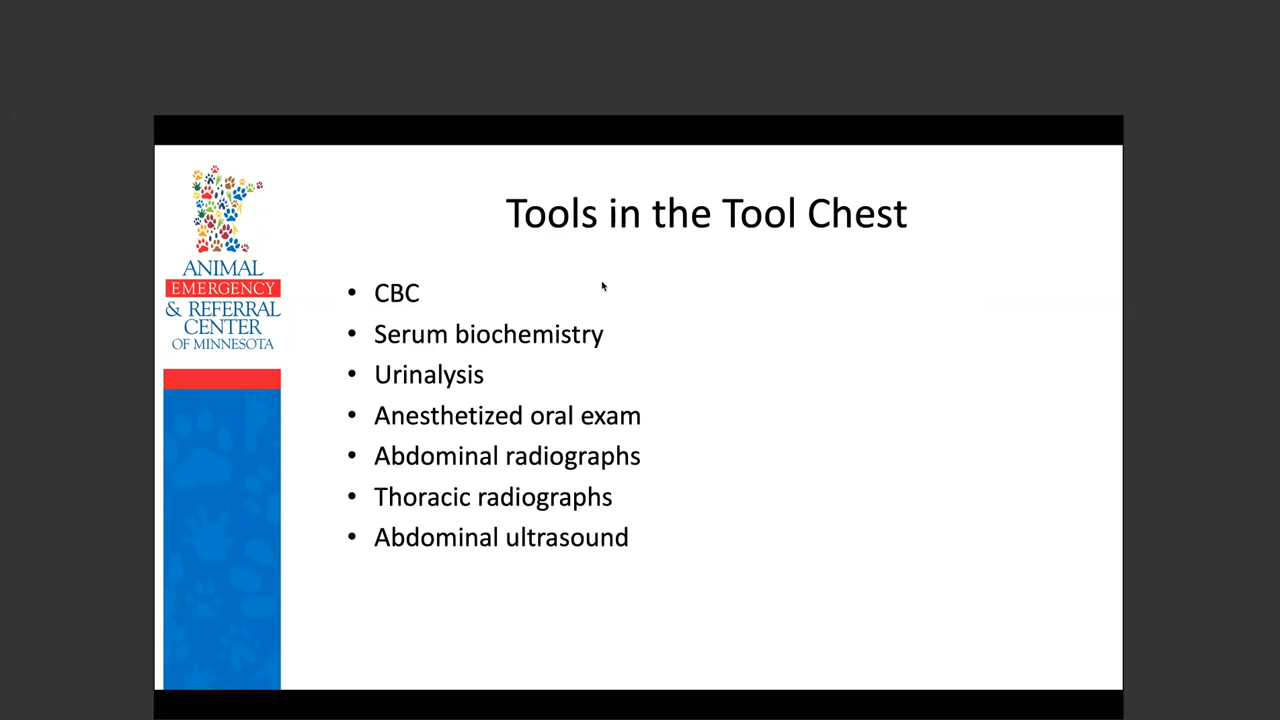 ANIMAL
EMERGENCY
& REFERRAL
CENTER
OF MINNESOTA
Tools in the Tool Chest
• CBC
• Serum biochemistry
• Urinalysis
• Anesthetized oral exam
• Abdominal radiographs
• Thoracic radiographs
• Abdominal ultrasound